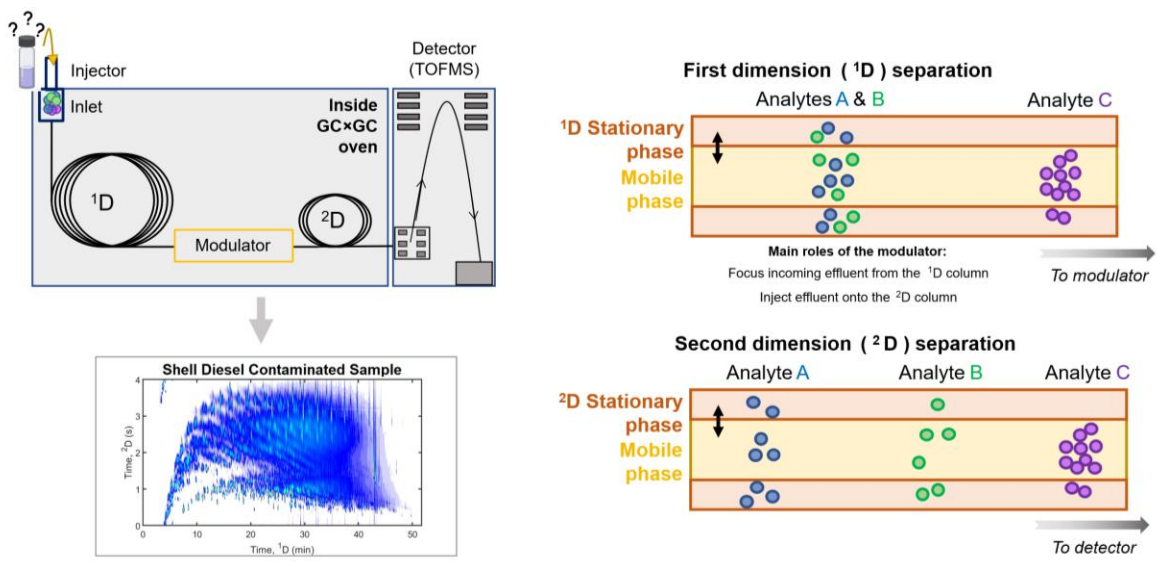 ?
? ?
Injector
Inlet
Detector
(TOFMS)
Inside
GC×GC
oven
¹D
Modulator
²D
Shell Diesel Contaminated Sample
Time, ²D (s)
4
3
2
1
0
0 10 20 30 40 50
Time, ¹D (min)
First dimension ( ¹D ) separation
Analytes A & B
Analyte C
¹D Stationary
phase
Mobile
phase
Main roles of the modulator:
Focus incoming effluent from the ¹D column
Inject effluent onto the ²D column
To modulator
Second dimension ( ²D ) separation
Analyte A
Analyte B
Analyte C
²D Stationary
phase
Mobile
phase
To detector